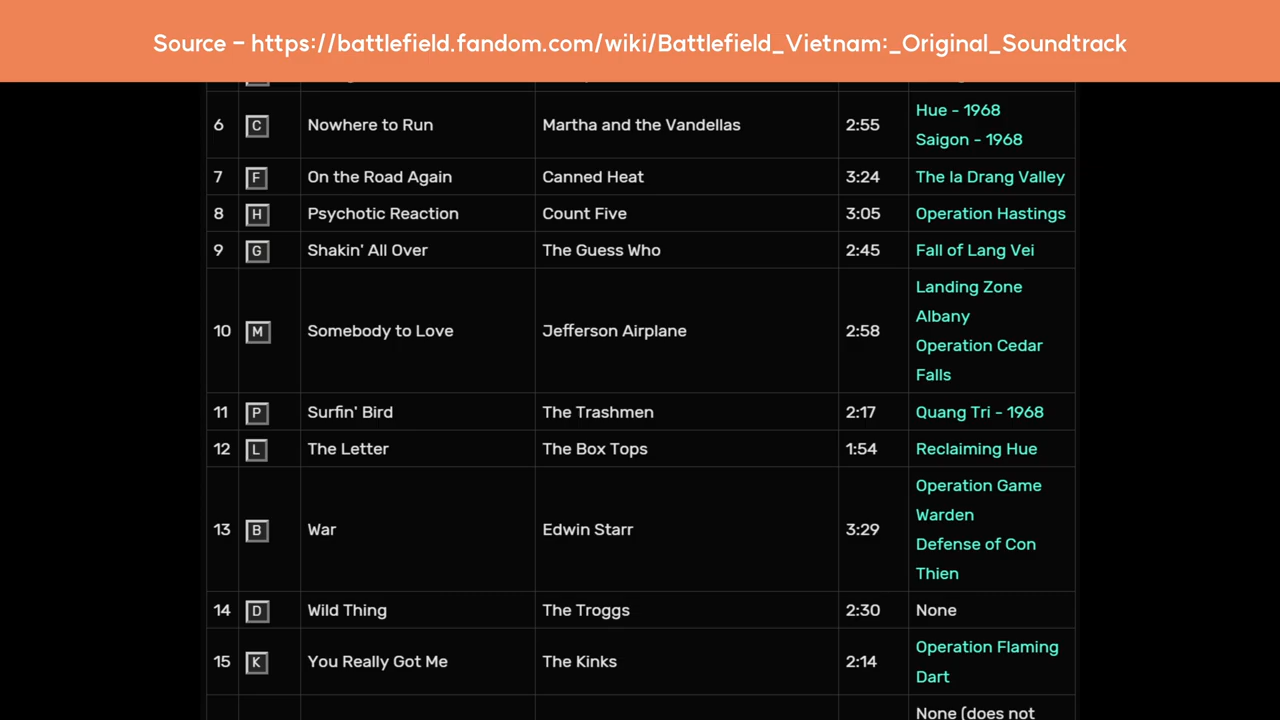 Source – https://battlefield.fandom.com/wiki/Battlefield_Vietnam:_Original_Soundtrack
6 C Nowhere to Run Martha and the Vandellas 2:55 Hue - 1968
Saigon - 1968
7 F On the Road Again Canned Heat 3:24 The Ia Drang Valley
8 H Psychotic Reaction Count Five 3:05 Operation Hastings
9 G Shakin' All Over The Guess Who 2:45 Fall of Lang Vei
10 M Somebody to Love Jefferson Airplane 2:58 Landing Zone
Albany
Operation Cedar
Falls
11 P Surfin' Bird The Trashmen 2:17 Quang Tri - 1968
12 L The Letter The Box Tops 1:54 Reclaiming Hue
13 B War Edwin Starr 3:29 Operation Game
Warden
Defense of Con
Thien
14 D Wild Thing The Troggs 2:30 None
15 K You Really Got Me The Kinks 2:14 Operation Flaming
Dart
None (does not